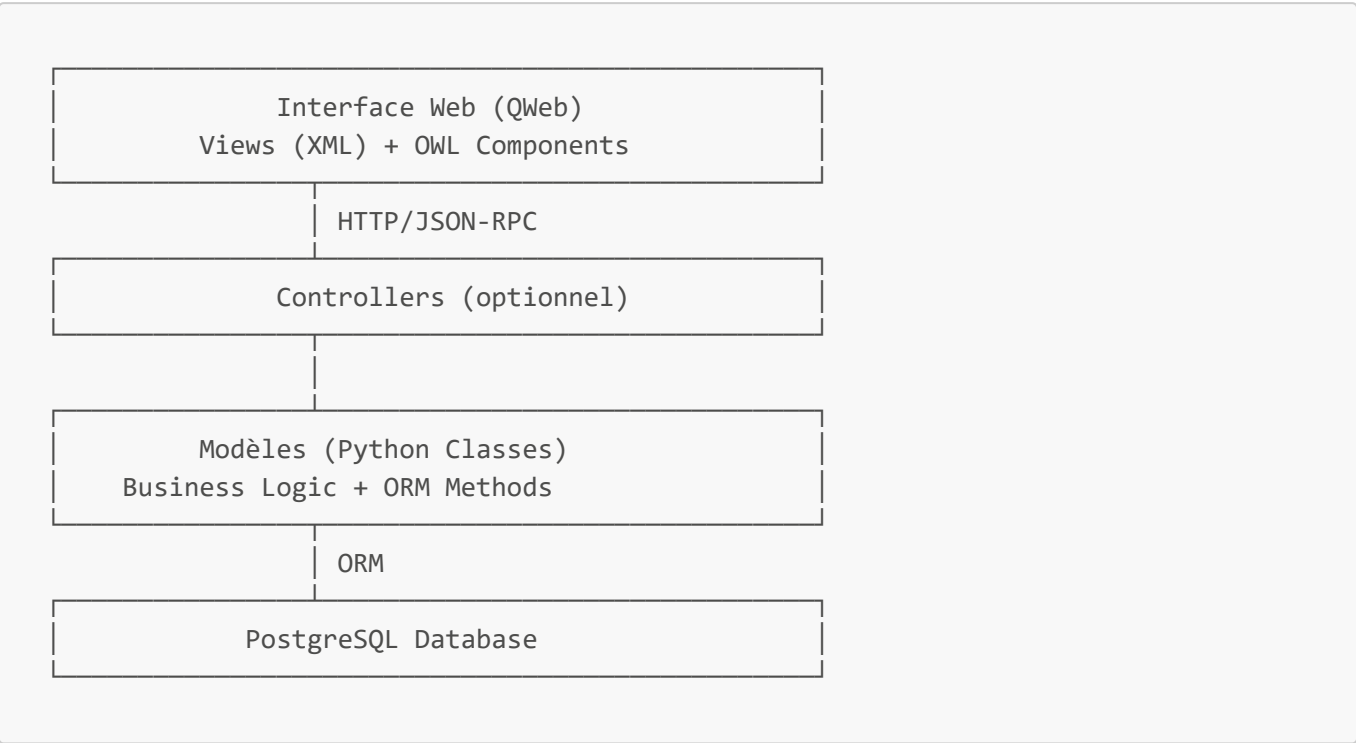 Interface Web (QWeb)
Views (XML) + OWL Components
HTTP/JSON-RPC
Controllers (optionnel)
Modèles (Python Classes)
Business Logic + ORM Methods
ORM
PostgreSQL Database